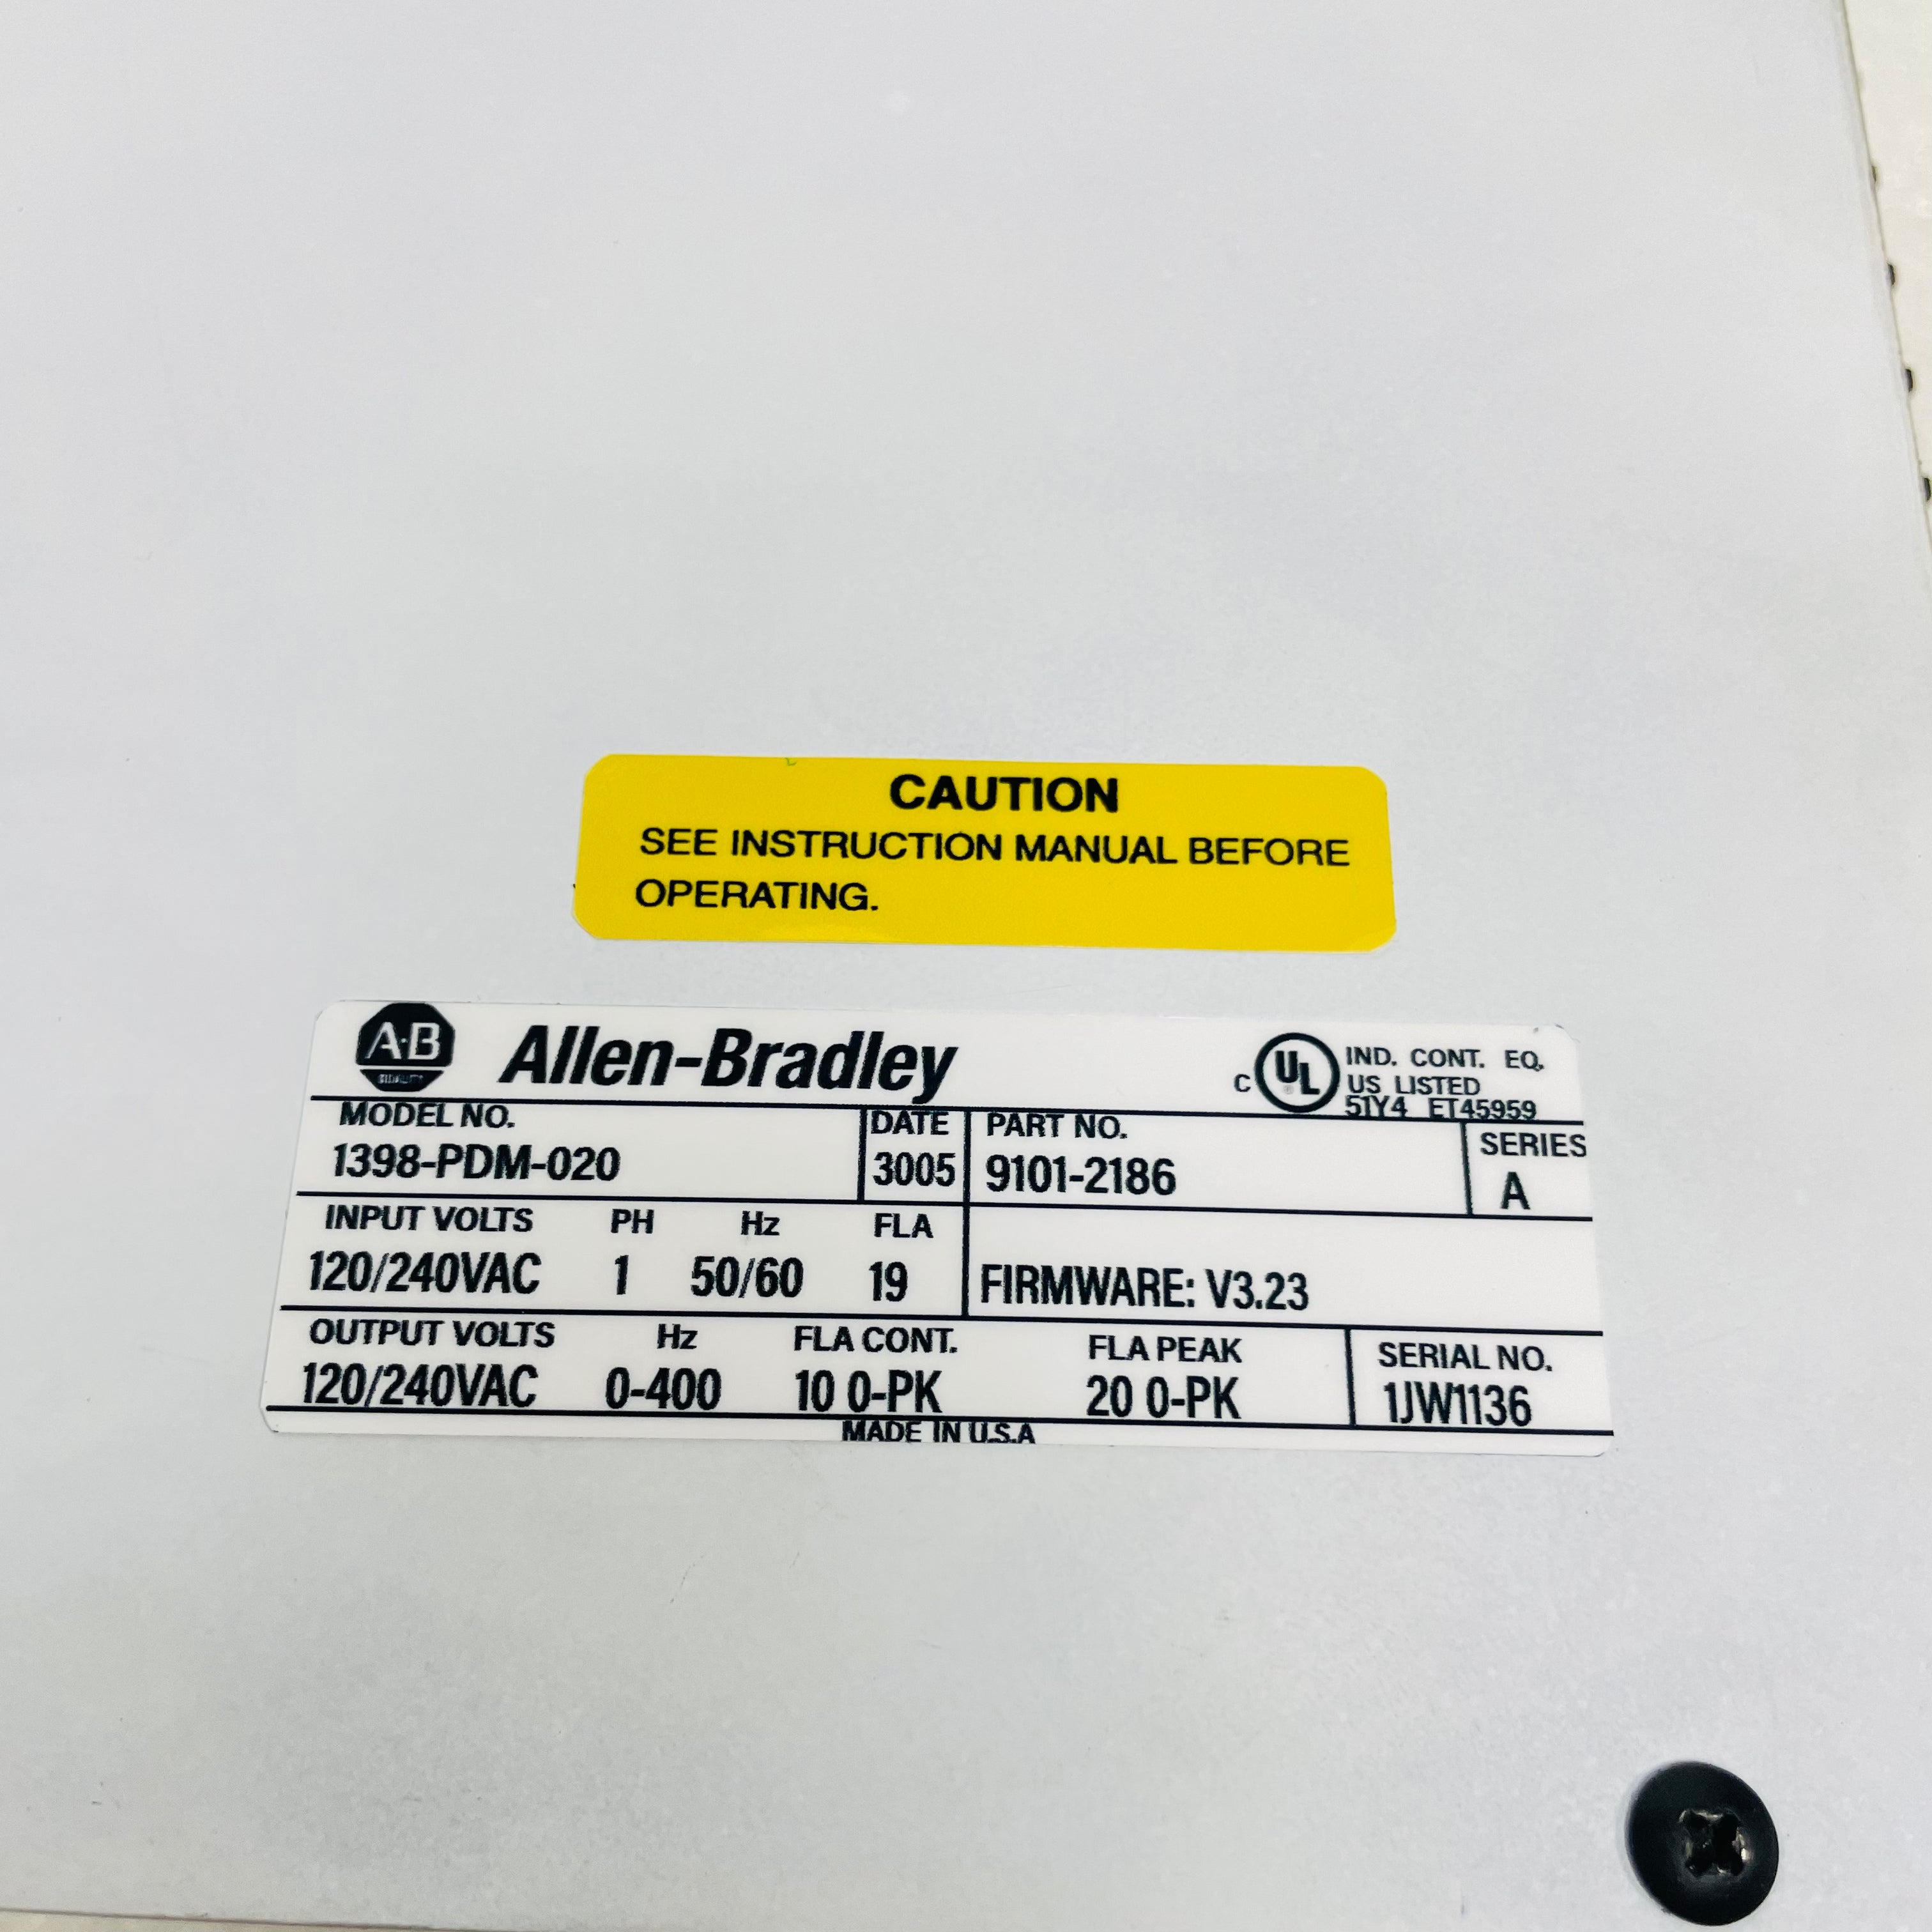 CAUTION
SEE INSTRUCTION MANUAL BEFORE
OPERATING.
A·B
QUALITY
Allen-Bradley
C UL
IND. CONT. EQ.
US LISTED
51Y4 ET45959
MODEL NO.
1398-PDM-020
DATE
3005
PART NO.
9101-2186
SERIES
A
INPUT VOLTS PH Hz FLA
120/240VAC 1 50/60 19
FIRMWARE: V3.23
OUTPUT VOLTS Hz FLA CONT. FLA PEAK
120/240VAC 0-400 10 0-PK 20 0-PK
SERIAL NO.
1JW1136
MADE IN U.S.A